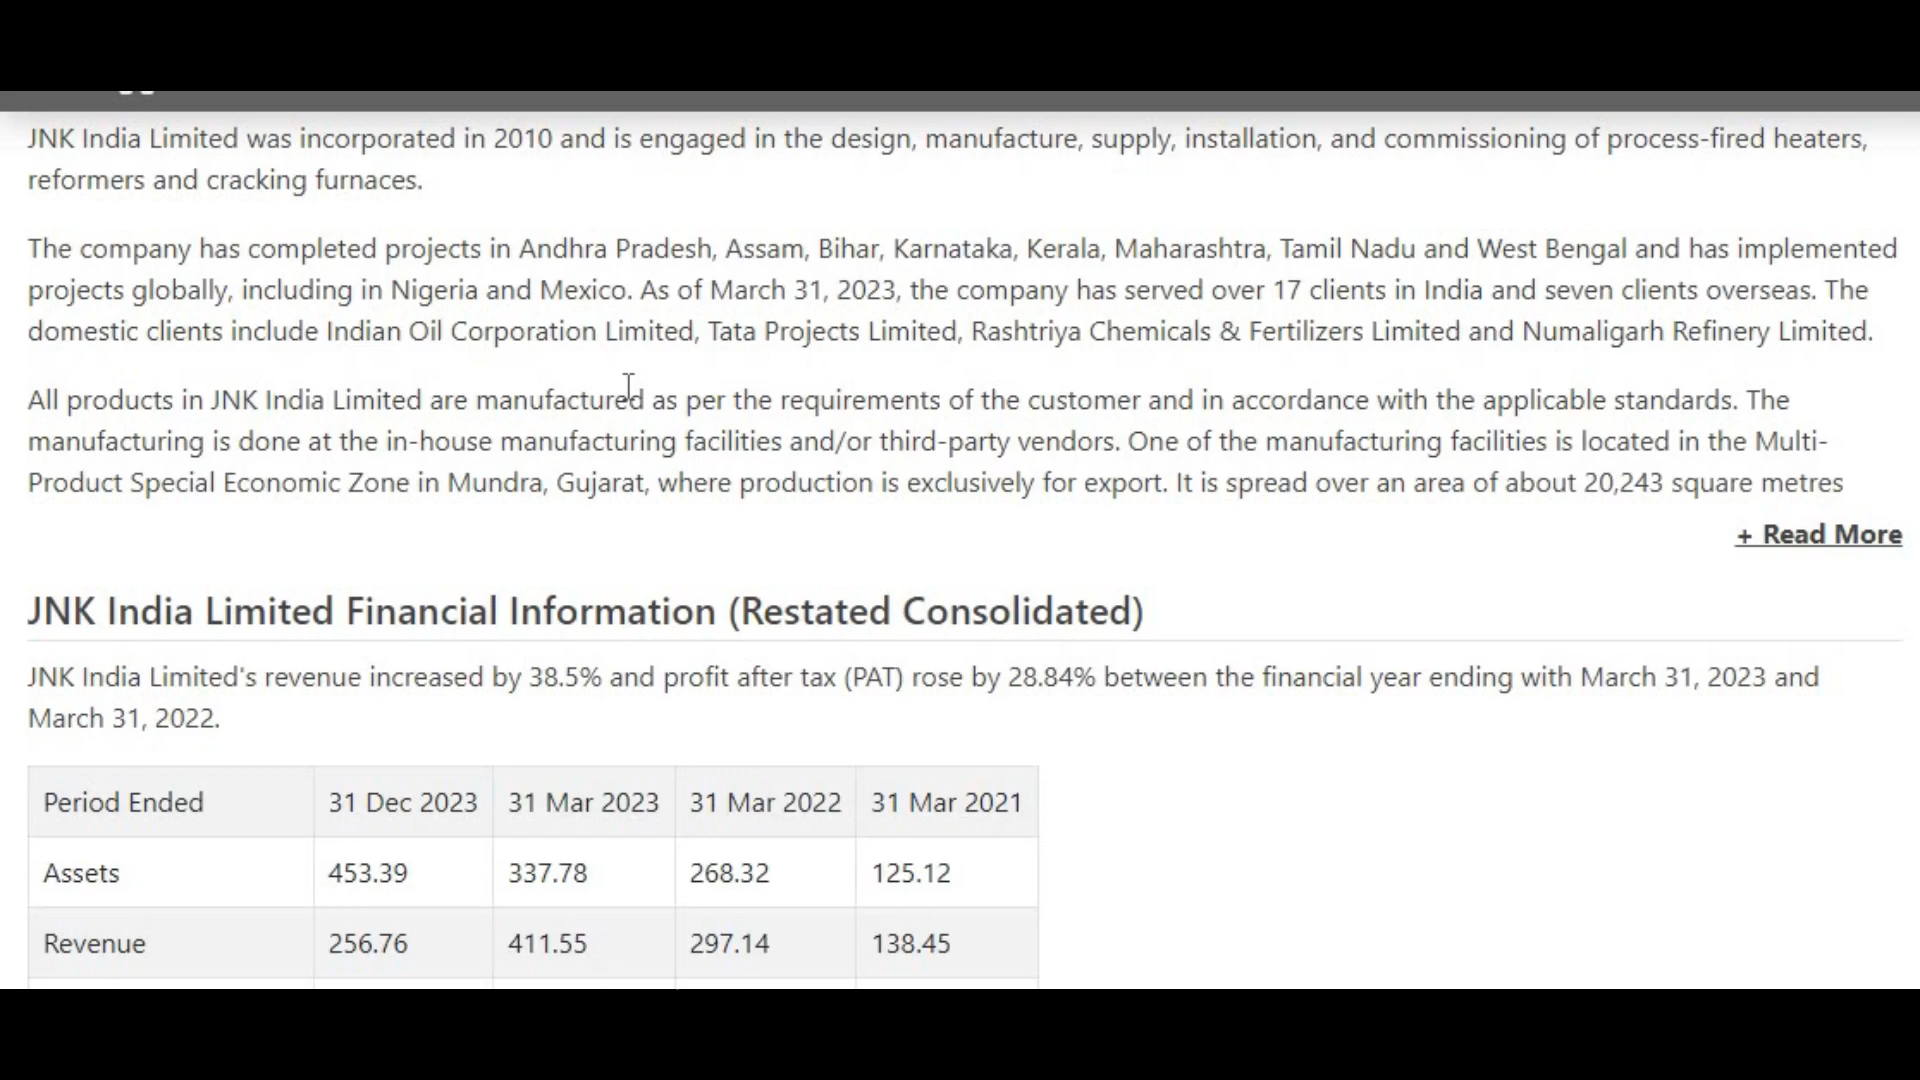 JNK India Limited was incorporated in 2010 and is engaged in the design, manufacture, supply, installation, and commissioning of process-fired heaters,
reformers and cracking furnaces.
The company has completed projects in Andhra Pradesh, Assam, Bihar, Karnataka, Kerala, Maharashtra, Tamil Nadu and West Bengal and has implemented
projects globally, including in Nigeria and Mexico. As of March 31, 2023, the company has served over 17 clients in India and seven clients overseas. The
domestic clients include Indian Oil Corporation Limited, Tata Projects Limited, Rashtriya Chemicals & Fertilizers Limited and Numaligarh Refinery Limited.
All products in JNK India Limited are manufactured as per the requirements of the customer and in accordance with the applicable standards. The
manufacturing is done at the in-house manufacturing facilities and/or third-party vendors. One of the manufacturing facilities is located in the Multi-
Product Special Economic Zone in Mundra, Gujarat, where production is exclusively for export. It is spread over an area of about 20,243 square metres
+ Read More
JNK India Limited Financial Information (Restated Consolidated)
JNK India Limited's revenue increased by 38.5% and profit after tax (PAT) rose by 28.84% between the financial year ending with March 31, 2023 and
March 31, 2022.
Period Ended 31 Dec 2023 31 Mar 2023 31 Mar 2022 31 Mar 2021
Assets 453.39 337.78 268.32 125.12
Revenue 256.76 411.55 297.14 138.45